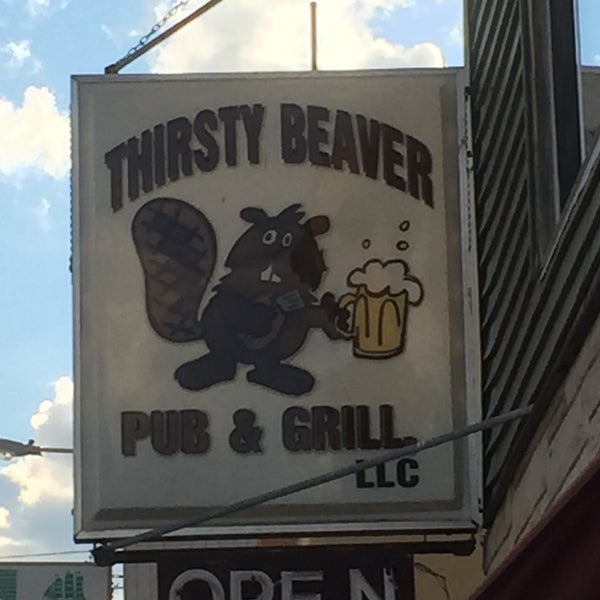 THIRSTY BEAVER
PUB & GRILL.
LLC
OPEN